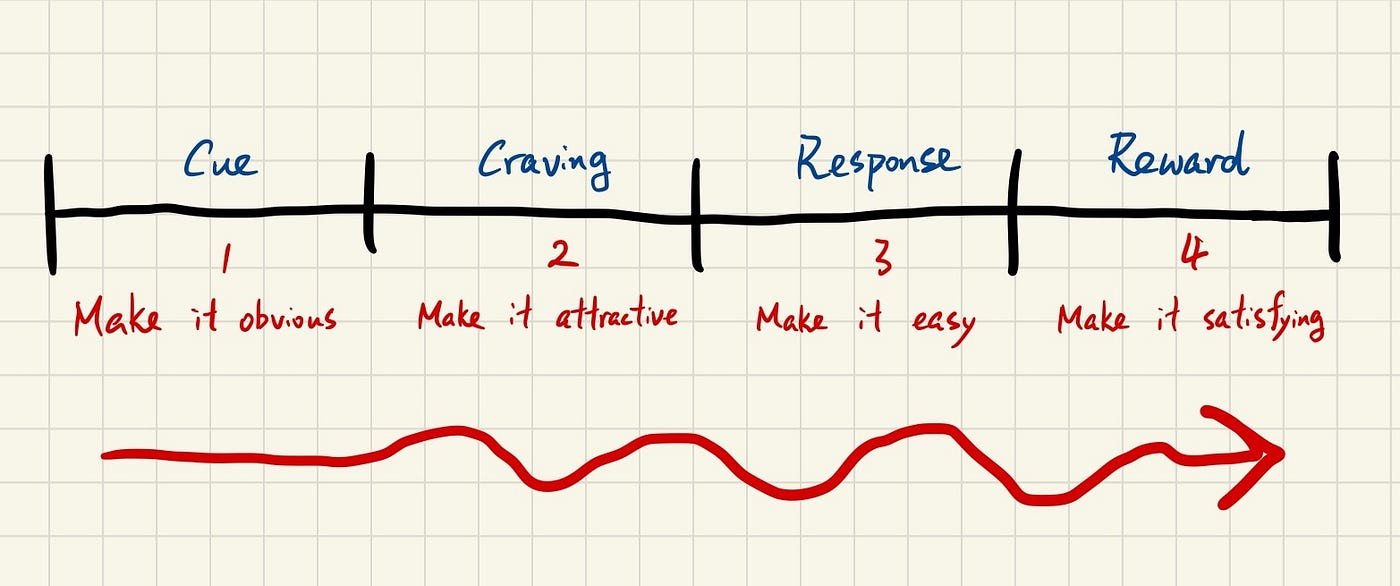 Cue Craving Response Reward
1 2 3 4
Make it obvious Make it attractive Make it easy Make it satisfying